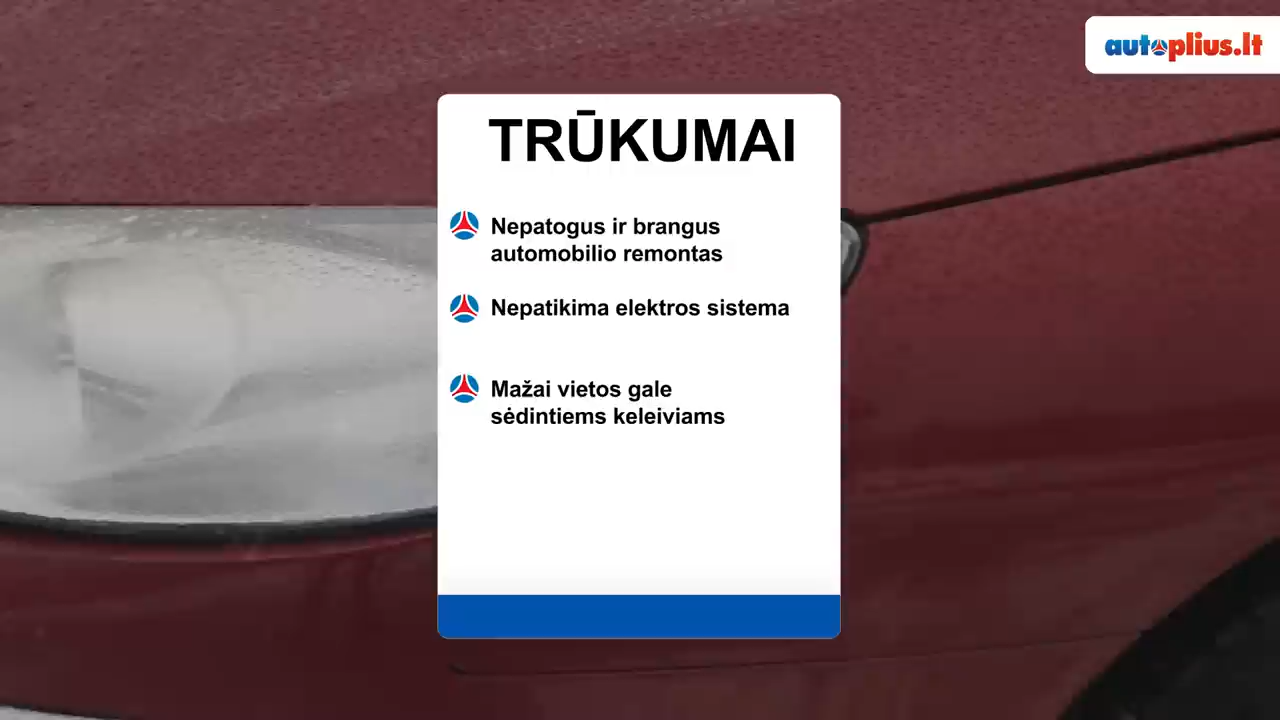 autoplius.lt
TRŪKUMAI
Nepatogus ir brangus
automobilio remontas
Nepatikima elektros sistema
Mažai vietos gale
sėdintiems keleiviams